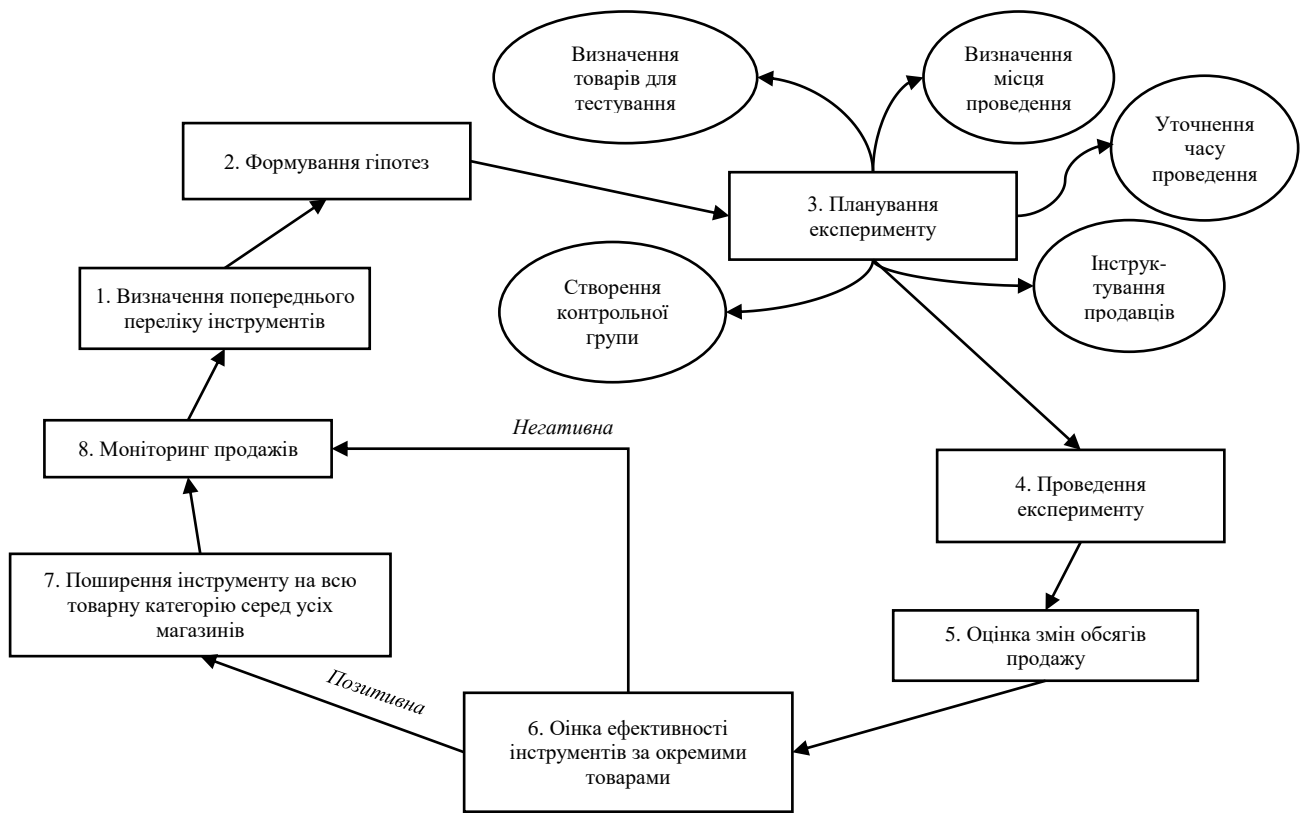 Визначення
товарів для
тестування
Визначення
місця
проведення
Уточнення
часу
проведення
2. Формування гіпотез
3. Планування
експерименту
Інструк-
тування
продавців
1. Визначення попереднього
переліку інструментів
Створення
контрольної
групи
Негативна
8. Моніторинг продажів
4. Проведення
експерименту
7. Поширення інструменту на всю
товарну категорію серед усіх
магазинів
5. Оцінка змін обсягів
продажу
Позитивна
6. Оінка ефективності
інструментів за окремими
товарами